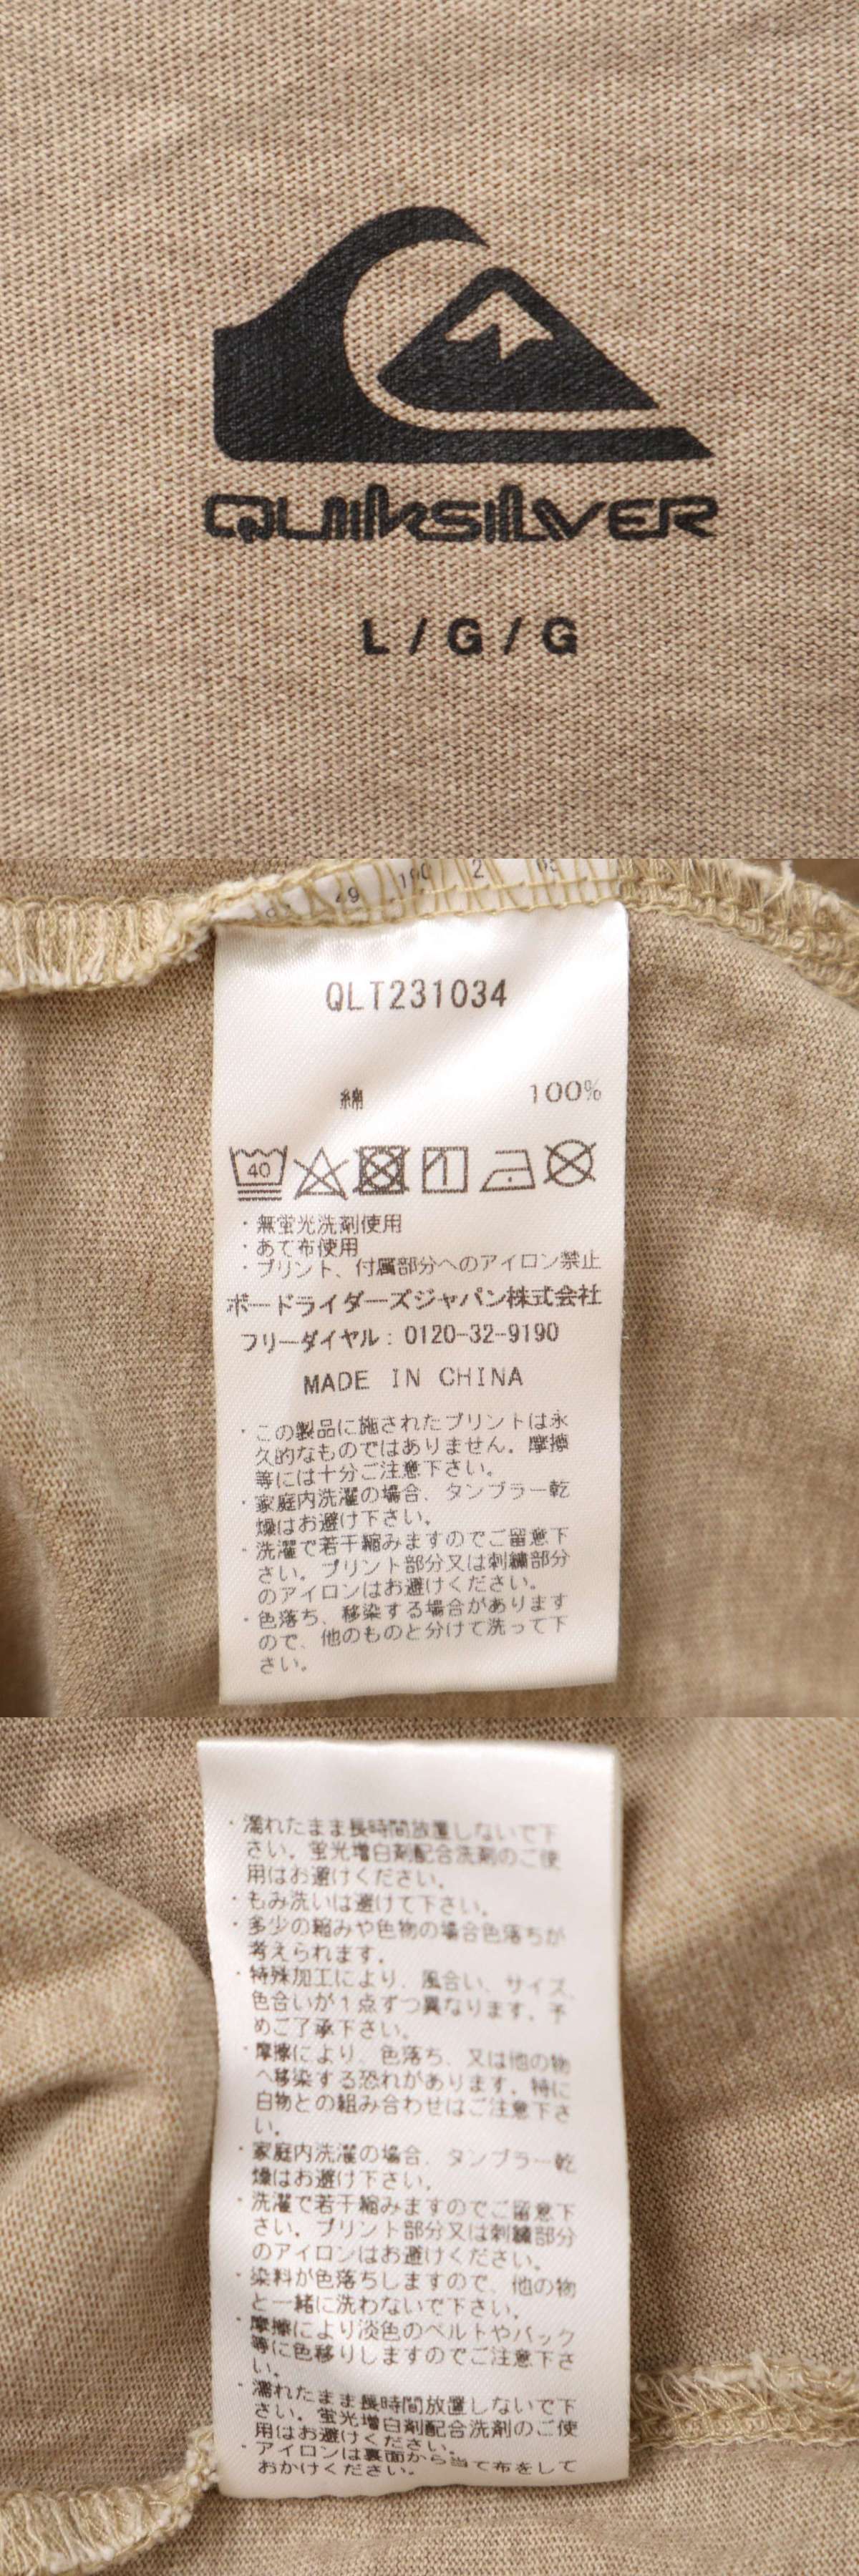 QUIKSILVER
L/G/G
QLT231034
綿 100%
40
・無蛍光洗剤使用
・あて布使用
・プリント、付属部分へのアイロン禁止
ボードライダーズジャパン株式会社
フリーダイヤル：0120-32-9190
MADE IN CHINA
・この製品に施されたプリントは永
久的なものではありません。摩擦
等には十分ご注意下さい。
・家庭内洗濯の場合、タンブラー乾
燥はお避け下さい。
・洗濯で若干縮みますのでご留意下
さい。プリント部分又は刺繍部分
のアイロンはお避けください。
・色落ち、移染する場合があります
ので、他のものと分けて洗って下
さい。
・濡れたまま長時間放置しないで下
さい。蛍光増白剤配合洗剤のご使
用はお避けください。
・もみ洗いは避けて下さい。
・多少の縮みや色物の場合色落ちが
考えられます。
・特殊加工により、風合い、サイズ、
色合いが1点ずつ異なります、予
めご了承下さい。
・摩擦により、色落ち、又は他の物
へ移染する恐れがあります。特に
白物との組み合わせはご注意下さ
い。
・家庭内洗濯の場合、タンブラー乾
燥はお避け下さい。
・洗濯で若干縮みますのでご留意下
さい。プリント部分又は刺繍部分
のアイロンはお避けください。
・染料が色落ちしますので、他の物
と一緒に洗わないで下さい。
・摩擦により淡色のベルトやバック
等に色移りしますのでご注意下さ
い。
・濡れたまま長時間放置しないで下
さい。蛍光増白剤配合洗剤のご使
用はお避けください。
・アイロンは裏面から当て布をして
おかけください。